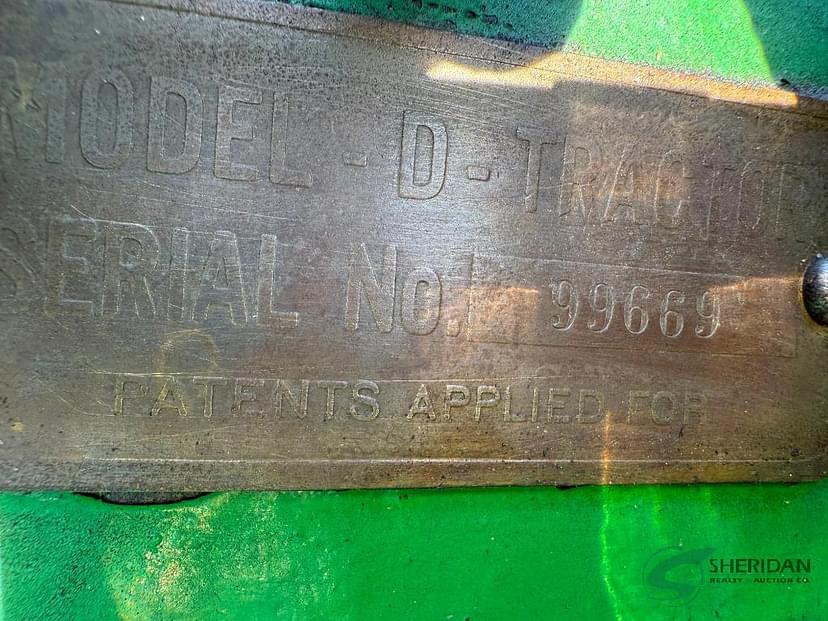 MODEL - D - TRACTOR
SERIAL No. 99669
PATENTS APPLIED FOR
SHERIDAN
REALTY & AUCTION CO.